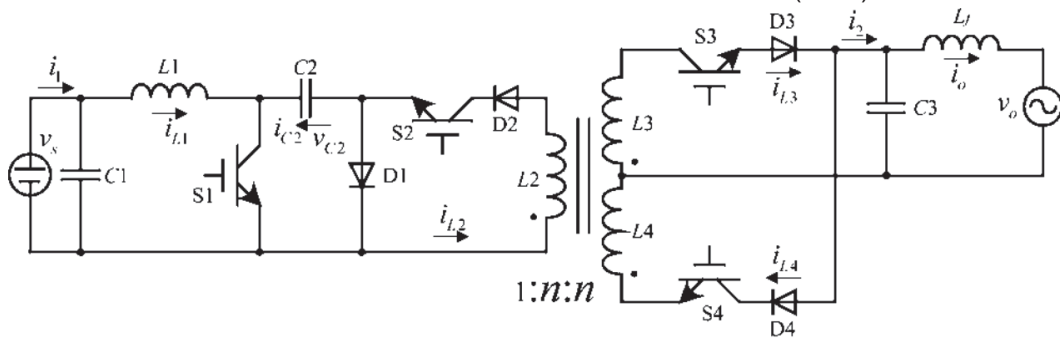 i1
L1
iL1
vs
C1
S1
C2
iC2
vC2
D1
S2
D2
iL2
L2
1:n:n
L3
L4
S3
D3
iL3
i2
Lf
io
C3
vo
iL4
S4
D4